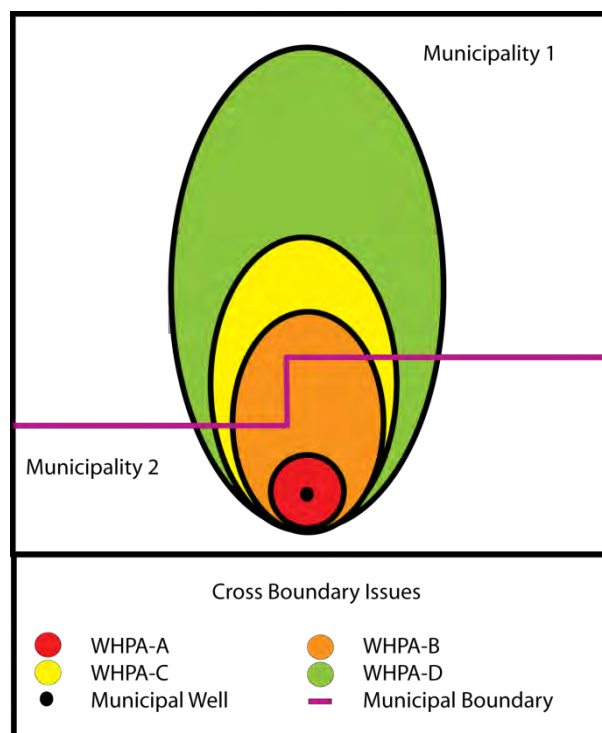 Municipality 1
Municipality 2
Cross Boundary Issues
WHPA-A WHPA-B
WHPA-C WHPA-D
Municipal Well Municipal Boundary